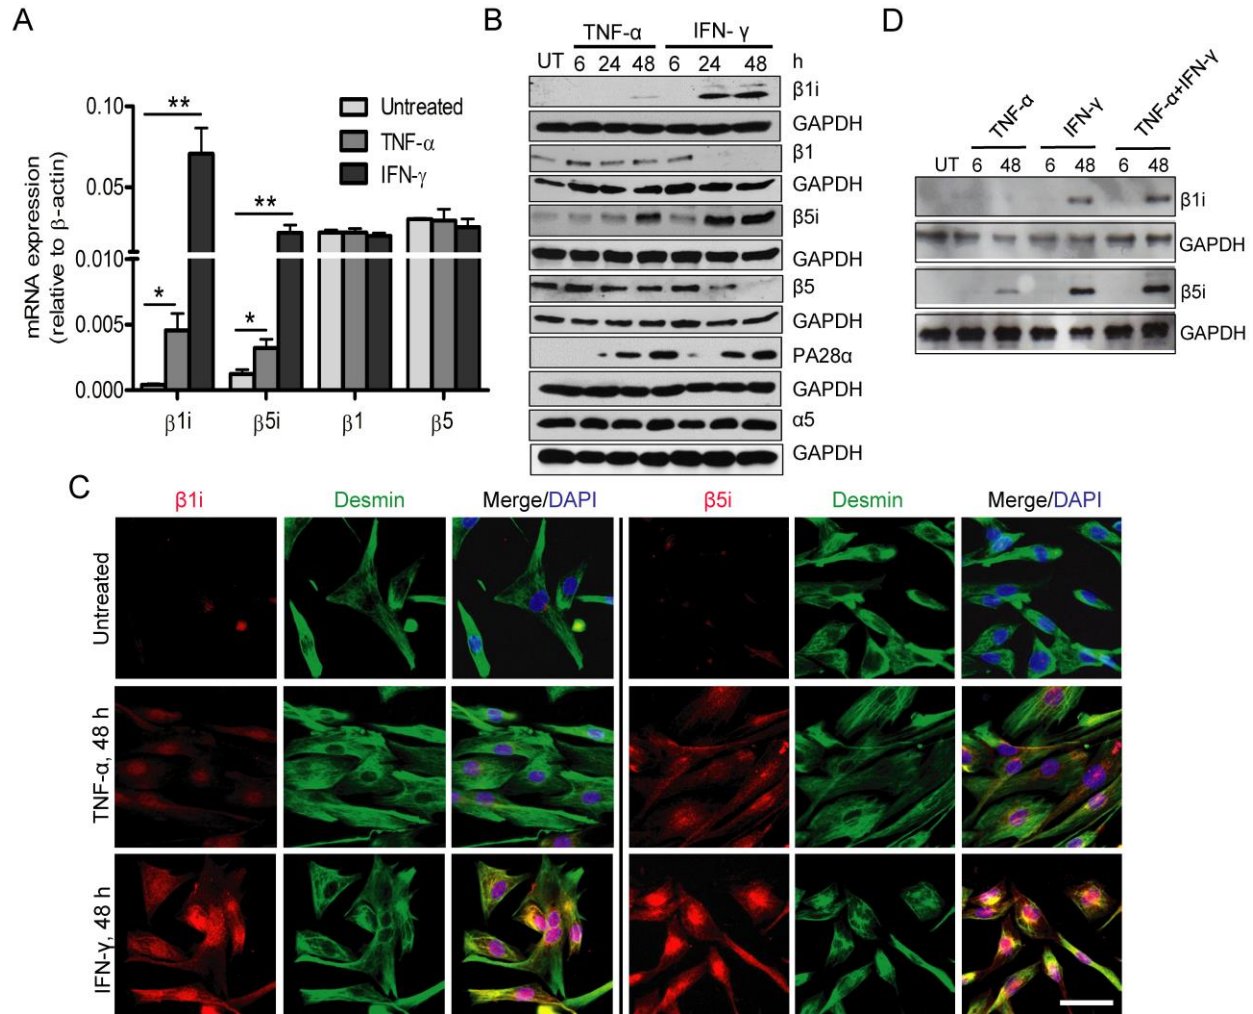 A
mRNA expression
(relative to β-actin)
0.10
0.05
0.010
0.005
0.000
**
**
*
*
Untreated
TNF-α
IFN-γ
β1i
β5i
β1
β5
B
TNF-α
IFN- γ
UT 6 24 48 6 24 48 h
β1i
GAPDH
β1
GAPDH
β5i
GAPDH
β5
GAPDH
PA28α
GAPDH
α5
GAPDH
D
TNF-α
IFN-γ
TNF-α+IFN-γ
UT 6 48 6 48 6 48
β1i
GAPDH
β5i
GAPDH
C
β1i
Desmin
Merge/DAPI
β5i
Desmin
Merge/DAPI
Untreated
TNF-α, 48 h
IFN-γ, 48 h